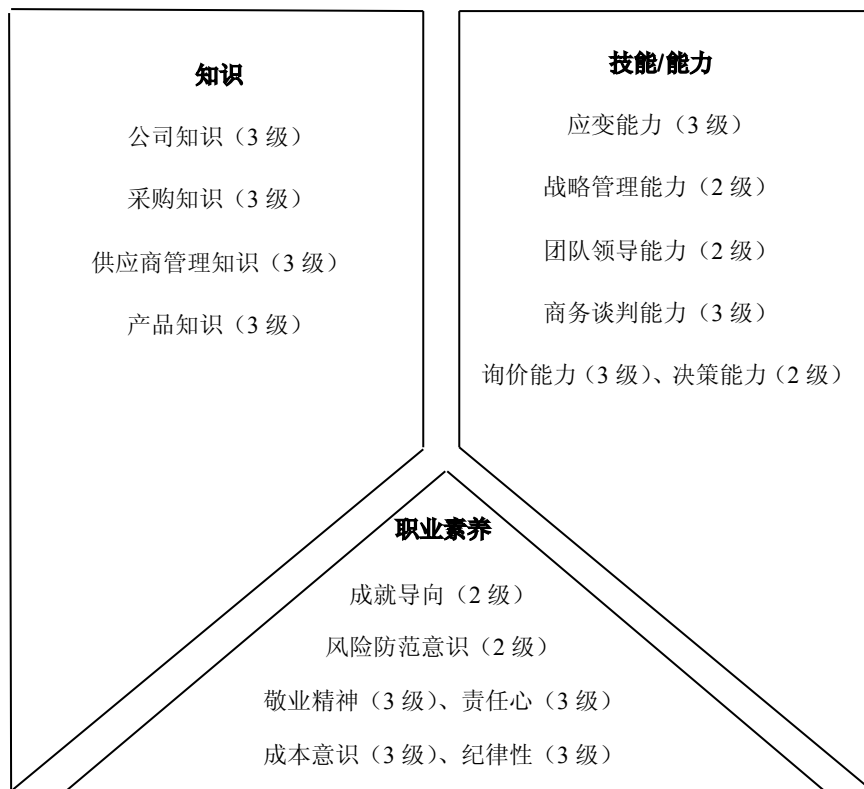 知识
公司知识（3 级）
采购知识（3 级）
供应商管理知识（3 级）
产品知识（3 级）
技能/能力
应变能力（3 级）
战略管理能力（2 级）
团队领导能力（2 级）
商务谈判能力（3 级）
询价能力（3 级）、决策能力（2 级）
职业素养
成就导向（2 级）
风险防范意识（2 级）
敬业精神（3 级）、责任心（3 级）
成本意识（3 级）、纪律性（3 级）